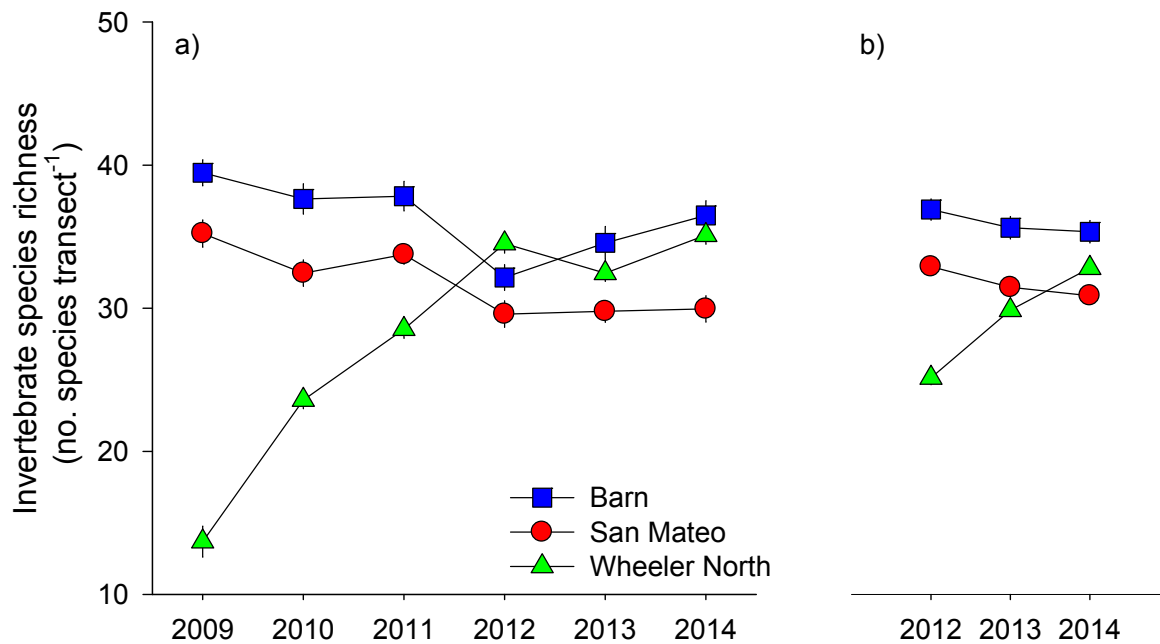 Invertebrate species richness
(no. species transect⁻¹)
50
40
30
20
10
a)
Barn
San Mateo
Wheeler North
2009 2010 2011 2012 2013 2014
b)
2012 2013 2014